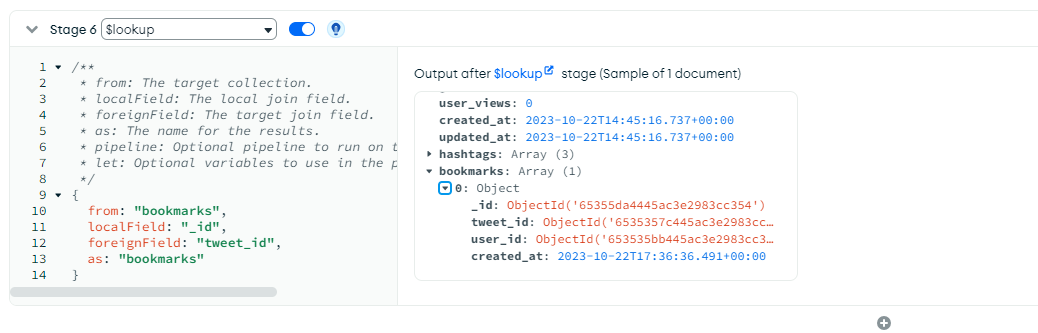 Stage 6 $lookup
1 /**
2 * from: The target collection.
3 * localField: The local join field.
4 * foreignField: The target join field.
5 * as: The name for the results.
6 * pipeline: Optional pipeline to run on t
7 * let: Optional variables to use in the p
8 */
9 {
10 from: "bookmarks",
11 localField: "_id",
12 foreignField: "tweet_id",
13 as: "bookmarks"
14 }
Output after $lookup stage (Sample of 1 document)
user_views: 0
created_at: 2023-10-22T14:45:16.737+00:00
updated_at: 2023-10-22T14:45:16.737+00:00
hashtags: Array (3)
bookmarks: Array (1)
0: Object
_id: ObjectId('65355da4445ac3e2983cc354')
tweet_id: ObjectId('6535357c445ac3e2983cc…
user_id: ObjectId('653535bb445ac3e2983cc3…
created_at: 2023-10-22T17:36:36.491+00:00